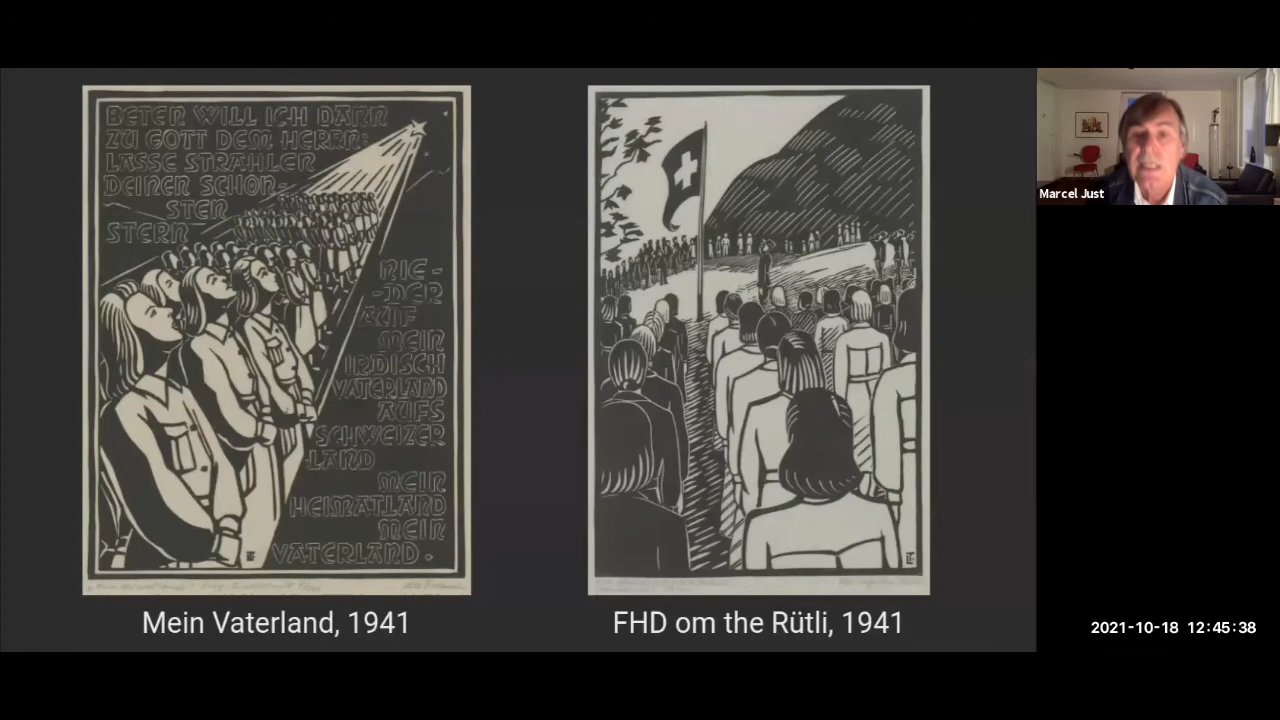 BETEN WILL ICH DANN
ZU GOTT DEM HERRN:
LASSE STRAHLEN
DEINEN SCHÖN-
STEN
STERN
NIE-
-DER
AUF
MEIN
IRDISCH
VATERLAND
AUFS
SCHWEIZER
-LAND
MEIN
HEIMATLAND
MEIN
VATERLAND.
Mein Vaterland, 1941
FHD om the Rütli, 1941
Marcel Just
2021-10-18 12:45:38